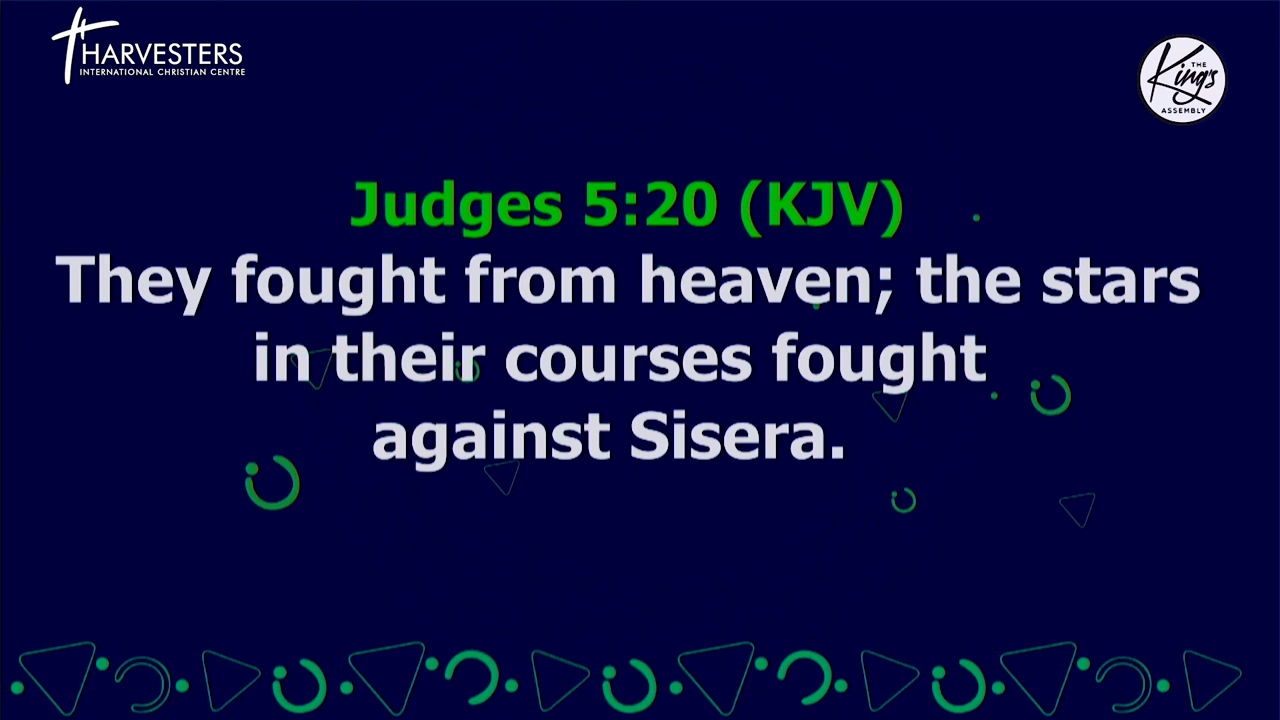 HARVESTERS
INTERNATIONAL CHRISTIAN CENTRE
THE
King's
ASSEMBLY
Judges 5:20 (KJV)
They fought from heaven; the stars
in their courses fought
against Sisera.